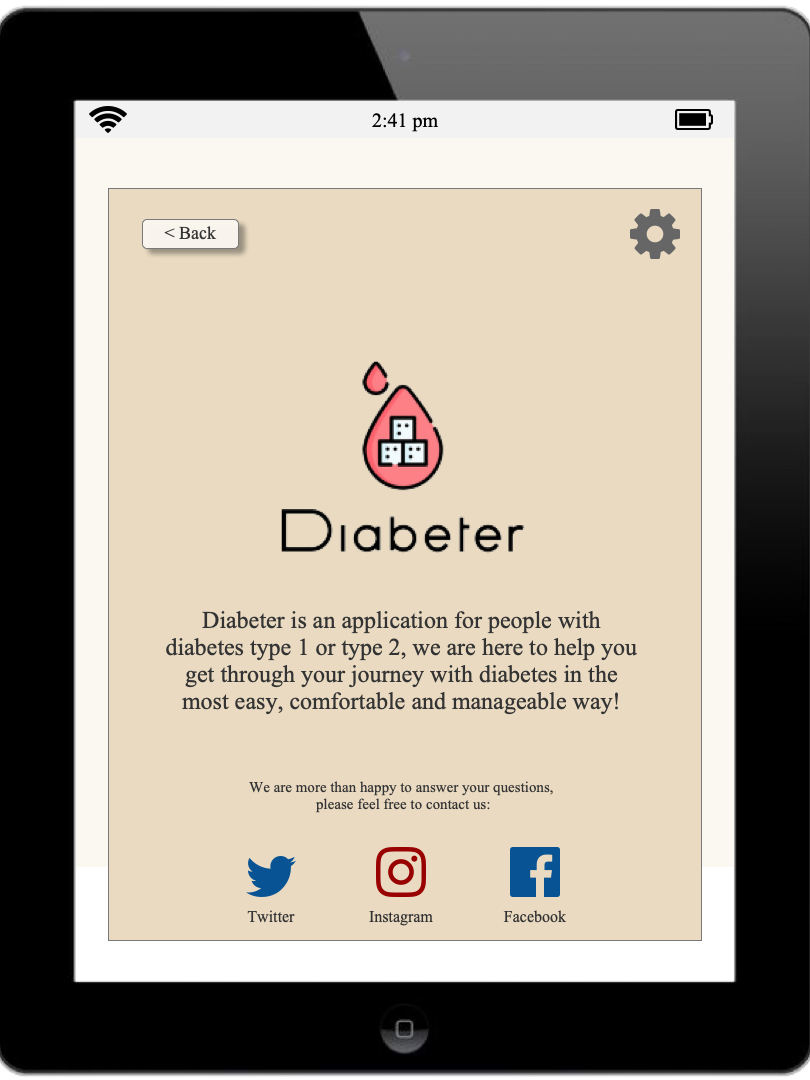 2:41 pm
< Back
Diabeter
Diabeter is an application for people with
diabetes type 1 or type 2, we are here to help you
get through your journey with diabetes in the
most easy, comfortable and manageable way!
We are more than happy to answer your questions,
please feel free to contact us:
Twitter
Instagram
Facebook